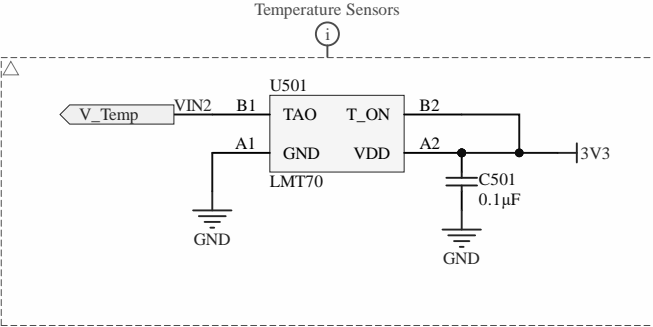 Temperature Sensors
i
U501
V_Temp VIN2 B1 TAO T_ON B2
A1 GND VDD A2 3V3
LMT70 C501
0.1μF
GND
GND